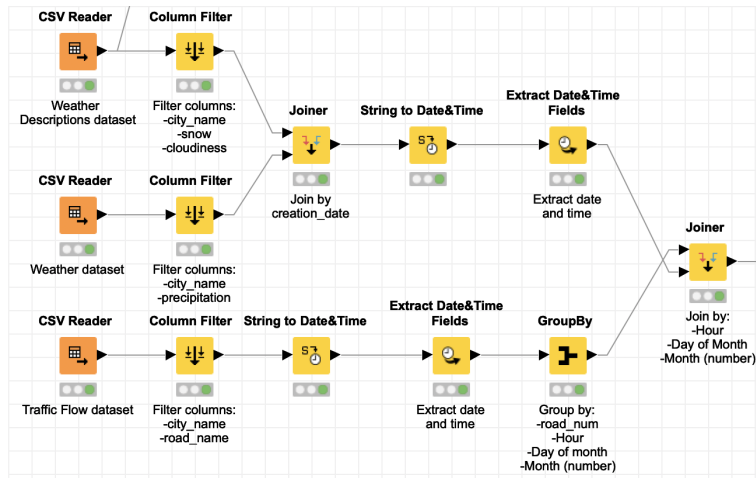 CSV Reader
Column Filter
Weather
Descriptions dataset
Filter columns:
-city_name
-snow
-cloudiness
Joiner
String to Date&Time
Extract Date&Time
Fields
Join by
creation_date
Extract date
and time
CSV Reader
Column Filter
Weather dataset
Filter columns:
-city_name
-precipitation
Joiner
Join by:
-Hour
-Day of Month
-Month (number)
CSV Reader
Column Filter
String to Date&Time
Extract Date&Time
Fields
GroupBy
Traffic Flow dataset
Filter columns:
-city_name
-road_name
Extract date
and time
Group by:
-road_num
-Hour
-Day of month
-Month (number)